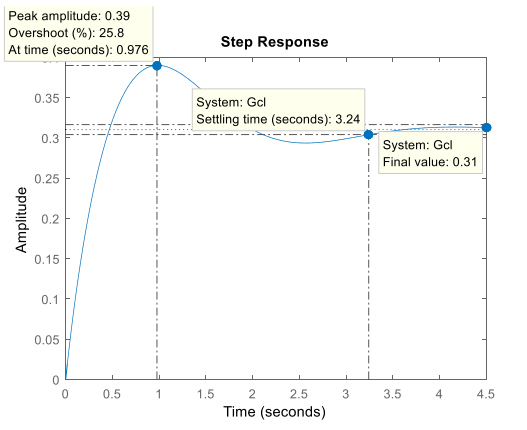 Peak amplitude: 0.39
Overshoot (%): 25.8
At time (seconds): 0.976
Step Response
System: Gcl
Settling time (seconds): 3.24
System: Gcl
Final value: 0.31
0.35
0.3
0.25
0.2
0.15
0.1
0.05
0
Amplitude
0 0.5 1 1.5 2 2.5 3 3.5 4 4.5
Time (seconds)